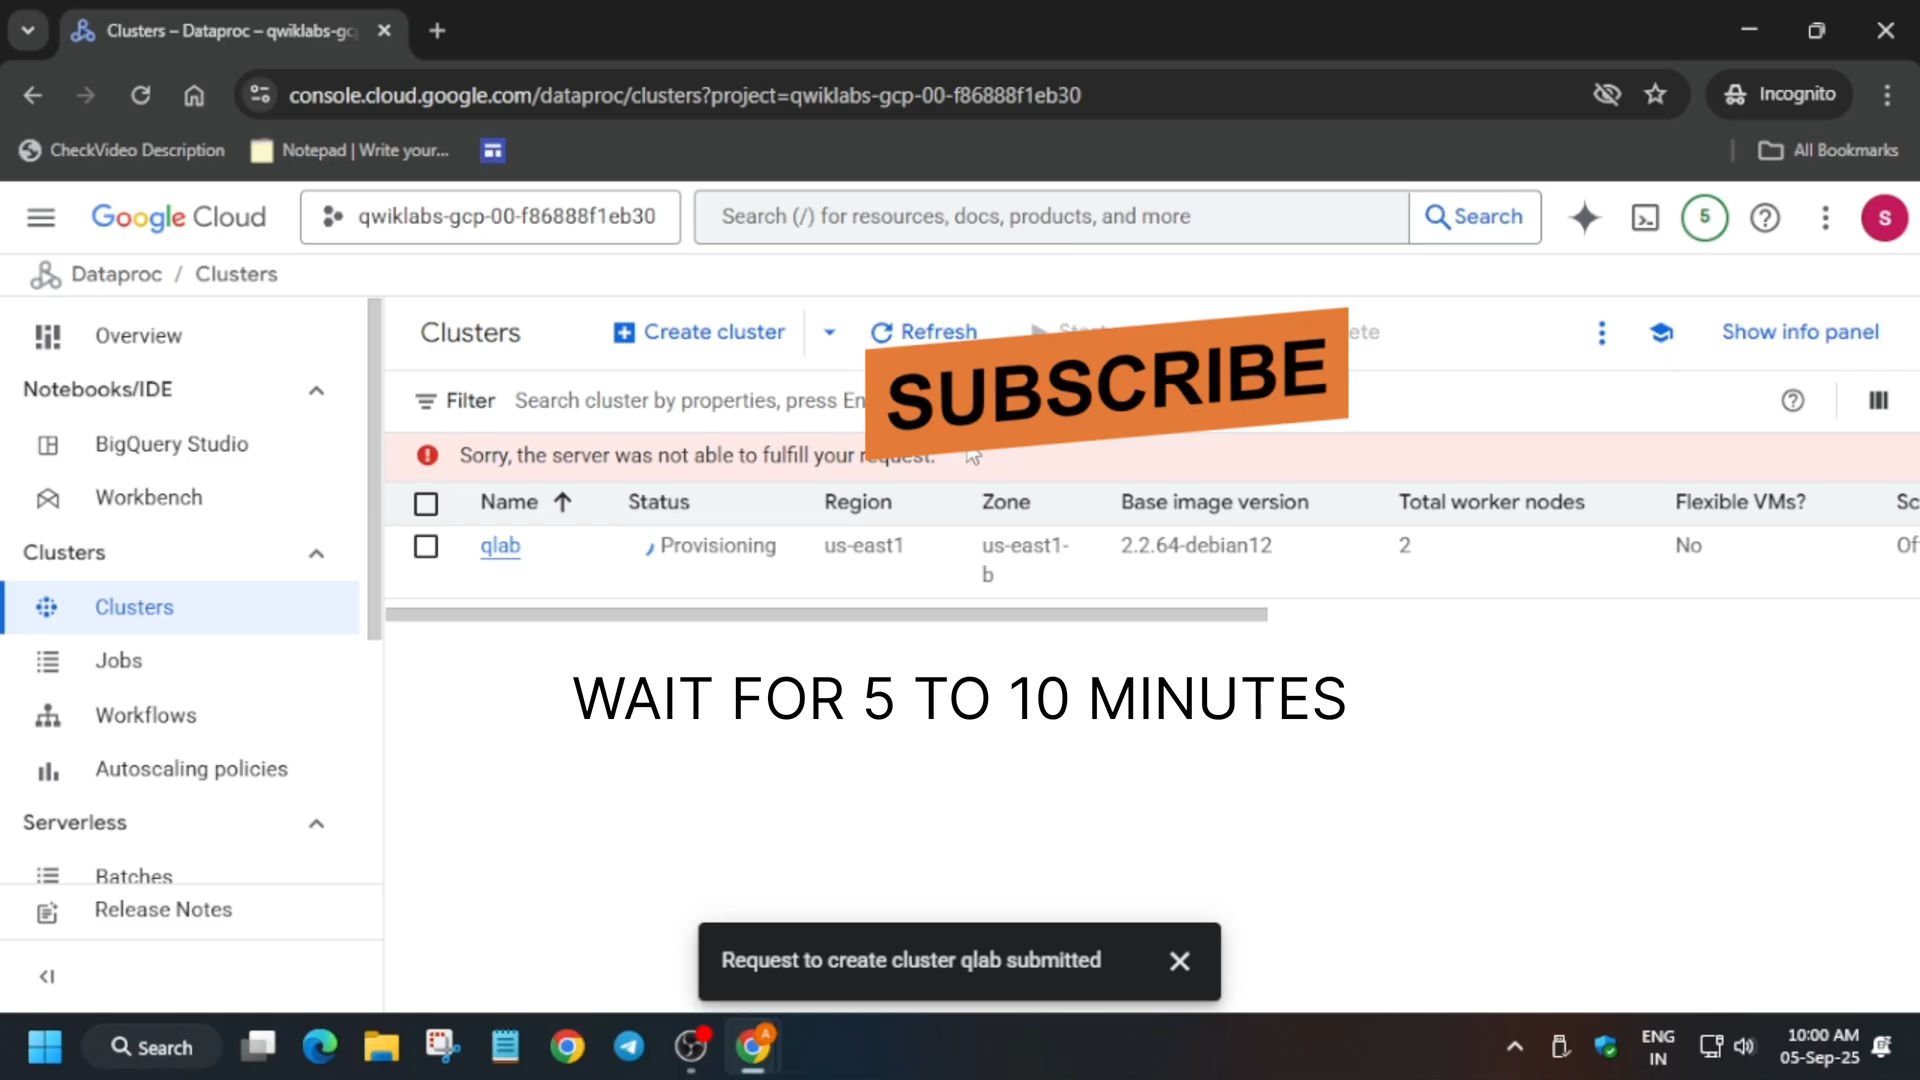 Clusters – Dataproc – qwiklabs-gc
console.cloud.google.com/dataproc/clusters?project=qwiklabs-gcp-00-f86888f1eb30
Incognito
CheckVideo Description
Notepad | Write your...
All Bookmarks
Google Cloud
qwiklabs-gcp-00-f86888f1eb30
Search (/) for resources, docs, products, and more
Search
5
S
Dataproc / Clusters
Overview
Notebooks/IDE
BigQuery Studio
Workbench
Clusters
Clusters
Jobs
Workflows
Autoscaling policies
Serverless
Batches
Release Notes
Clusters
Create cluster
Refresh
Show info panel
SUBSCRIBE
Filter Search cluster by properties, press En
Sorry, the server was not able to fulfill your request.
Name Status Region Zone Base image version Total worker nodes Flexible VMs? Sc
qlab Provisioning us-east1 us-east1-b 2.2.64-debian12 2 No Of
WAIT FOR 5 TO 10 MINUTES
Request to create cluster qlab submitted
Search
ENG
IN
10:00 AM
05-Sep-25